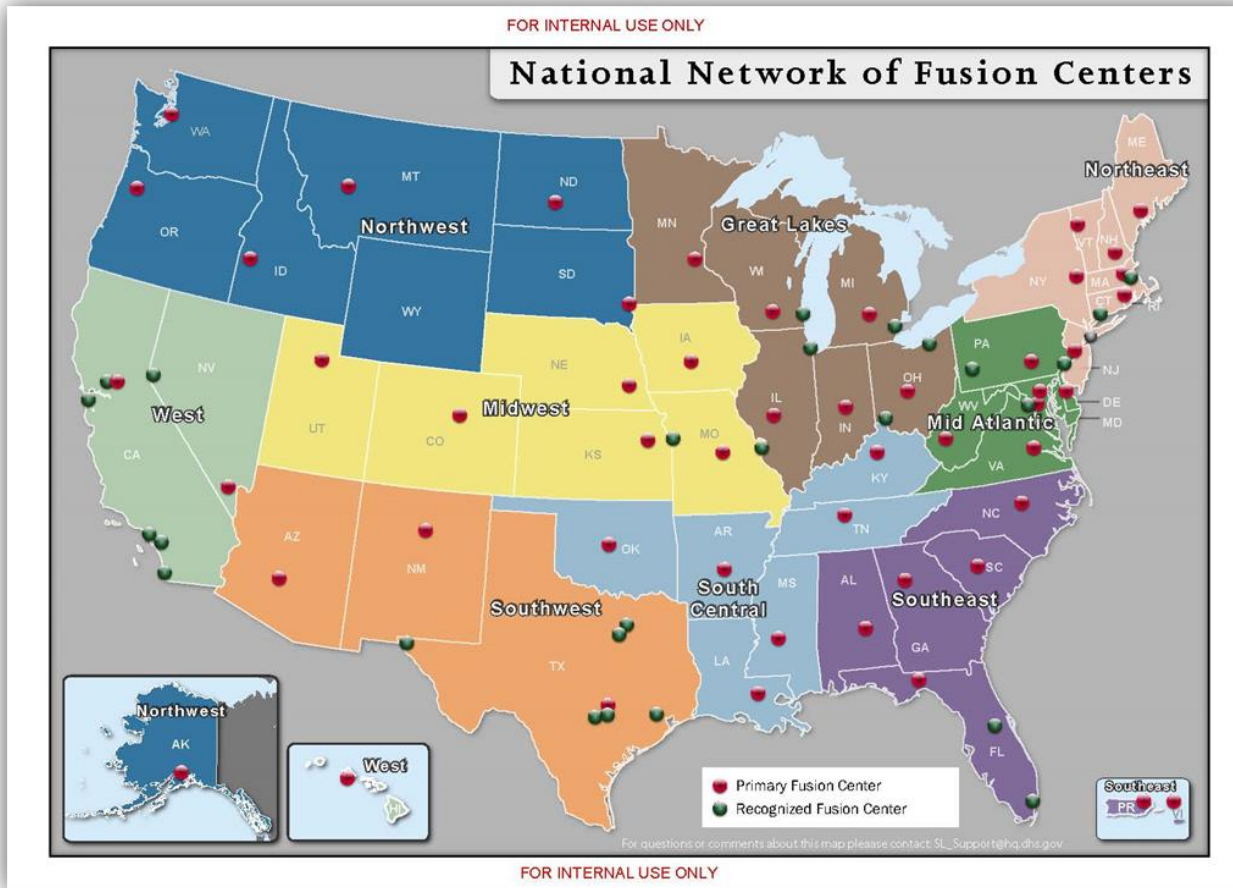 FOR INTERNAL USE ONLY
National Network of Fusion Centers
WA
MT
ND
MN
ME
Northeast
OR
Northwest
Great Lakes
VT
NH
ID
SD
WI
MI
NY
MA
CT
RI
WY
PA
NV
NE
IA
NJ
OH
DE
West
Midwest
IL
IN
WV
Mid Atlantic
MD
UT
CO
KS
MO
CA
VA
KY
NC
AZ
NM
OK
AR
TN
SC
South
Central
MS
AL
Southeast
Southwest
GA
TX
LA
FL
Northwest
AK
West
HI
Primary Fusion Center
Recognized Fusion Center
Southeast
PR
VI
For questions or comments about this map pleease contact: SL_Support@hq.dhs.gov
FOR INTERNAL USE ONLY